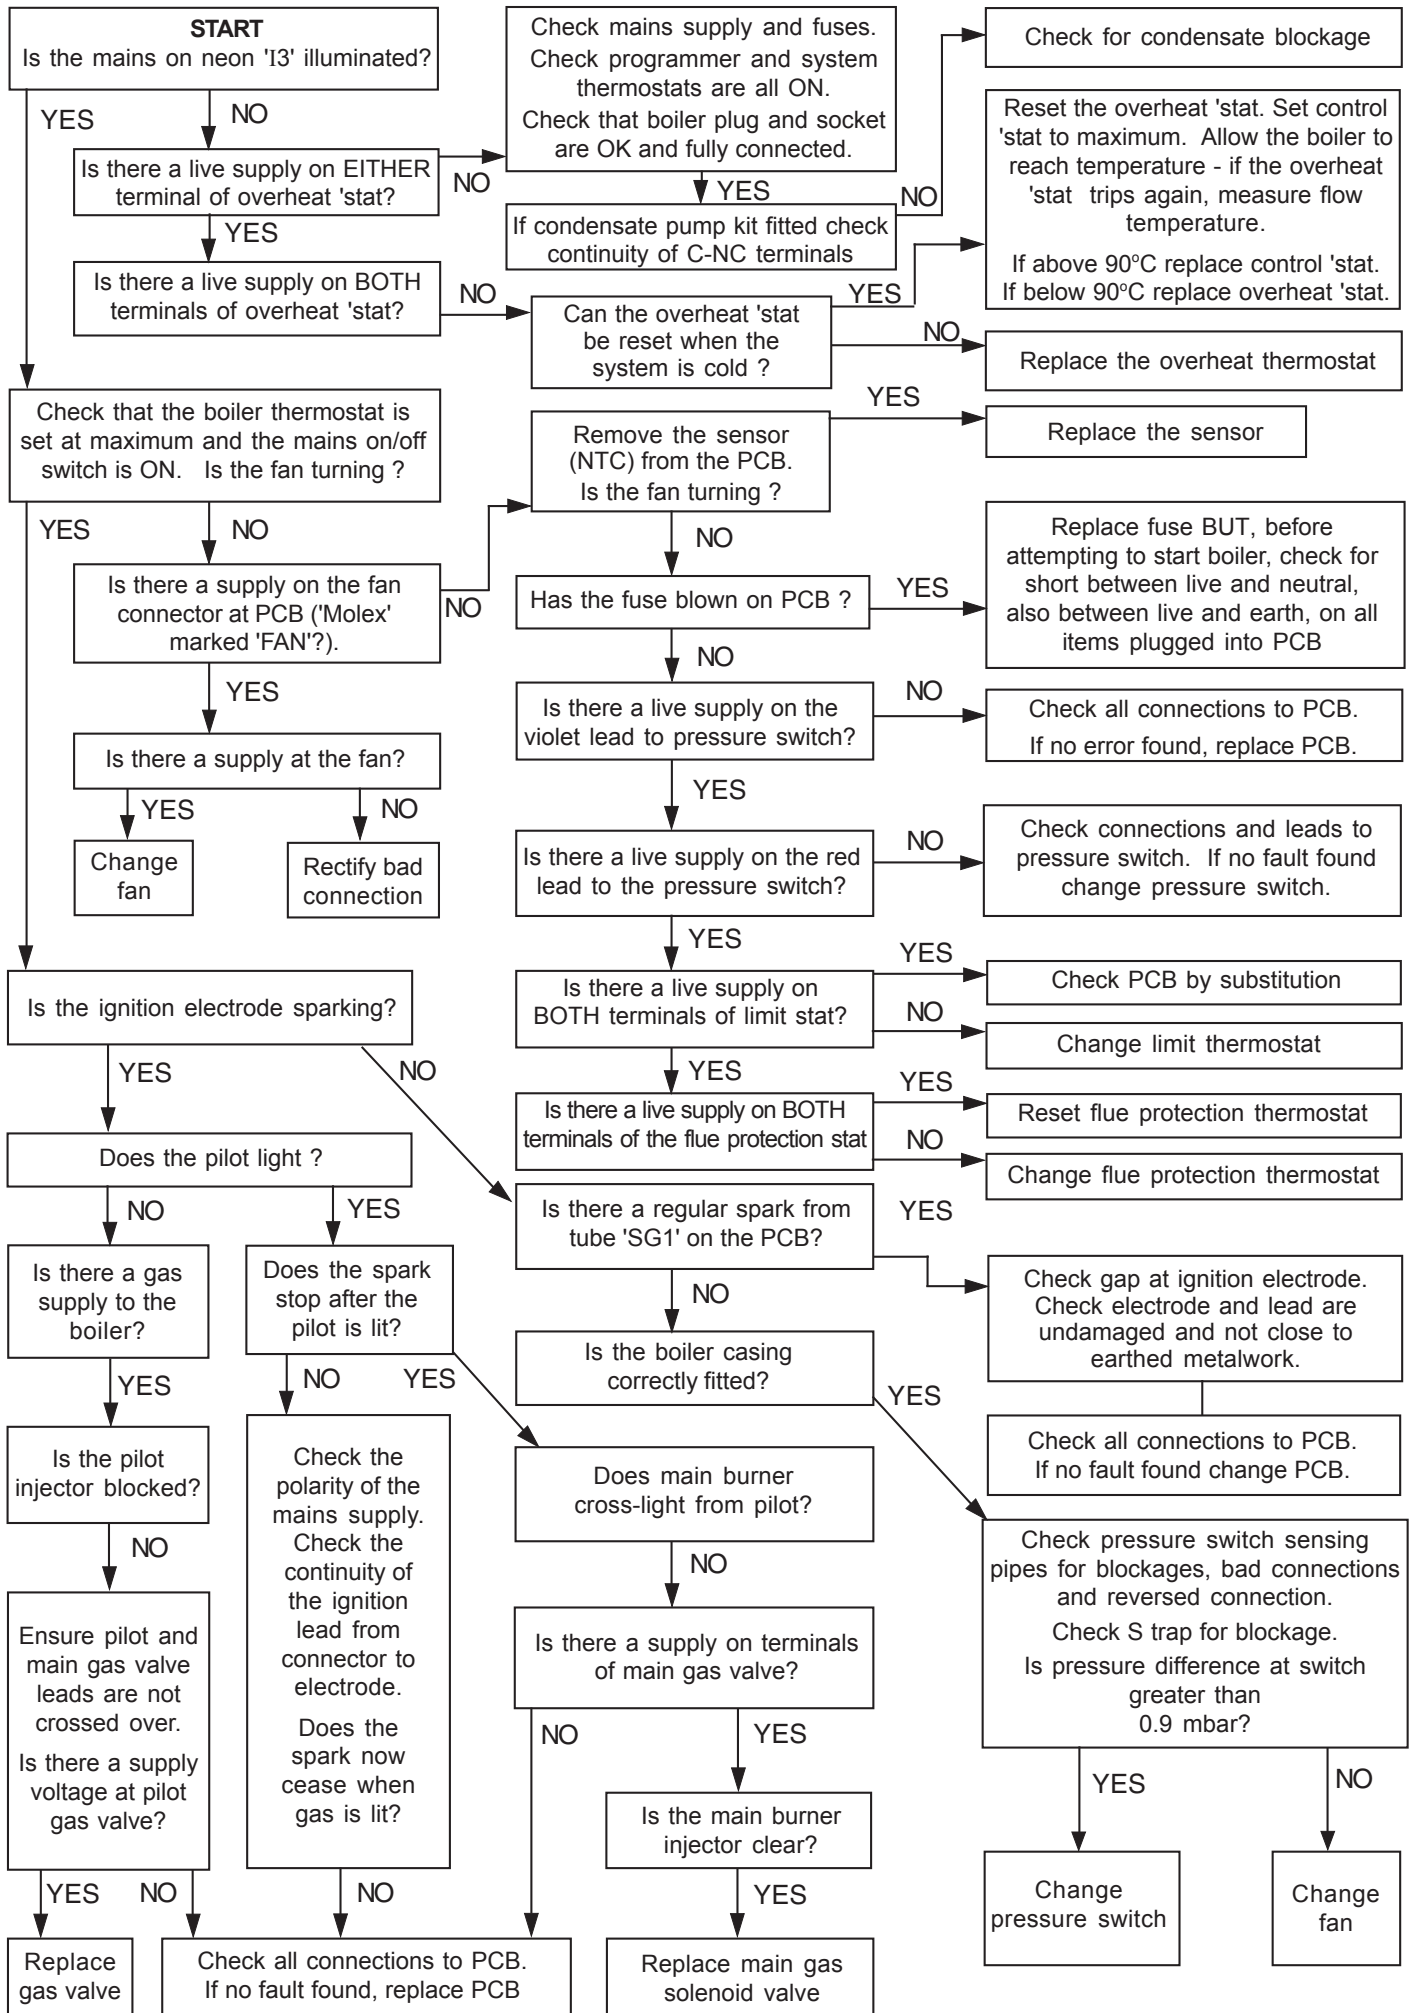 START
Is the mains on neon 'I3' illuminated?
YES
NO
Is there a live supply on EITHER
terminal of overheat 'stat?
NO
YES
Check mains supply and fuses.
Check programmer and system
thermostats are all ON.
Check that boiler plug and socket
are OK and fully connected.
YES
If condensate pump kit fitted check
continuity of C-NC terminals
NO
Check for condensate blockage
Is there a live supply on BOTH
terminals of overheat 'stat?
NO
Can the overheat 'stat
be reset when the
system is cold ?
YES
Reset the overheat 'stat. Set control
'stat to maximum. Allow the boiler to
reach temperature - if the overheat
'stat trips again, measure flow
temperature.
If above 90°C replace control 'stat.
If below 90°C replace overheat 'stat.
NO
Replace the overheat thermostat
Check that the boiler thermostat is
set at maximum and the mains on/off
switch is ON. Is the fan turning ?
YES
NO
Is there a supply on the fan
connector at PCB ('Molex'
marked 'FAN'?).
NO
YES
Is there a supply at the fan?
YES
NO
Change
fan
Rectify bad
connection
Remove the sensor
(NTC) from the PCB.
Is the fan turning ?
YES
Replace the sensor
NO
Has the fuse blown on PCB ?
YES
Replace fuse BUT, before
attempting to start boiler, check for
short between live and neutral,
also between live and earth, on all
items plugged into PCB
NO
Is there a live supply on the
violet lead to pressure switch?
NO
Check all connections to PCB.
If no error found, replace PCB.
YES
Is there a live supply on the red
lead to the pressure switch?
NO
Check connections and leads to
pressure switch. If no fault found
change pressure switch.
YES
Is there a live supply on
BOTH terminals of limit stat?
YES
Check PCB by substitution
NO
Change limit thermostat
YES
Is there a live supply on BOTH
terminals of the flue protection stat
YES
Reset flue protection thermostat
NO
Change flue protection thermostat
Is the ignition electrode sparking?
YES
NO
Does the pilot light ?
NO
YES
Is there a regular spark from
tube 'SG1' on the PCB?
YES
Check gap at ignition electrode.
Check electrode and lead are
undamaged and not close to
earthed metalwork.
Check all connections to PCB.
If no fault found change PCB.
NO
Is the boiler casing
correctly fitted?
YES
Check pressure switch sensing
pipes for blockages, bad connections
and reversed connection.
Check S trap for blockage.
Is pressure difference at switch
greater than
0.9 mbar?
YES
NO
Change
pressure switch
Change
fan
Is there a gas
supply to the
boiler?
YES
Is the pilot
injector blocked?
NO
Ensure pilot and
main gas valve
leads are not
crossed over.
Is there a supply
voltage at pilot
gas valve?
YES
NO
Replace
gas valve
Does the spark
stop after the
pilot is lit?
NO
YES
Check the
polarity of the
mains supply.
Check the
continuity of
the ignition
lead from
connector to
electrode.
Does the
spark now
cease when
gas is lit?
NO
Check all connections to PCB.
If no fault found, replace PCB
Does main burner
cross-light from pilot?
NO
Is there a supply on terminals
of main gas valve?
NO
YES
Is the main burner
injector clear?
YES
Replace main gas
solenoid valve